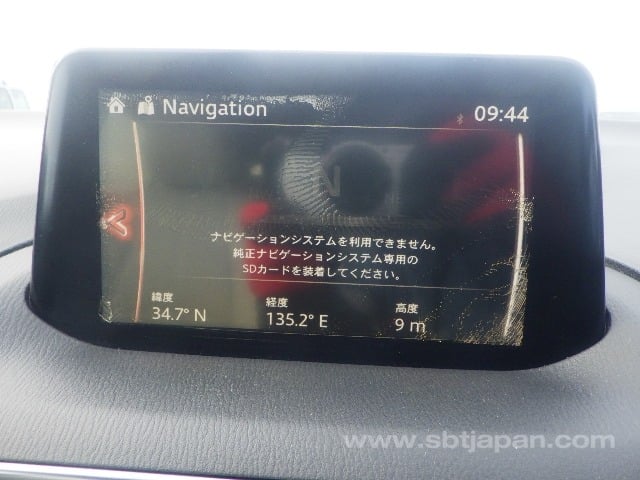 Navigation
09:44
N
ナビゲーションシステムを利用できません。
純正ナビゲーションシステム専用の
SDカードを装着してください。
緯度 経度 高度
34.7° N 135.2° E 9 m
www.sbtjapan.com